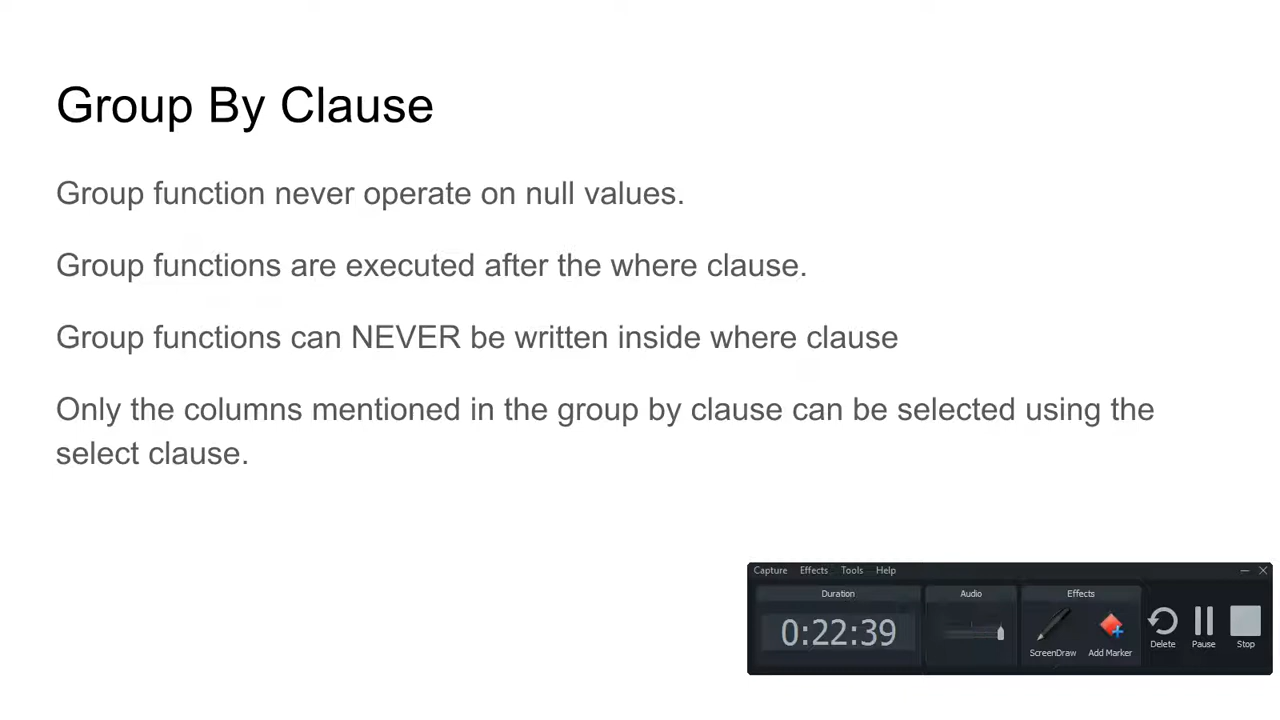 Group By Clause
Group function never operate on null values.
Group functions are executed after the where clause.
Group functions can NEVER be written inside where clause
Only the columns mentioned in the group by clause can be selected using the
select clause.
Capture Effects Tools Help
Duration Audio Effects
0:22:39
ScreenDraw Add Marker Delete Pause Stop